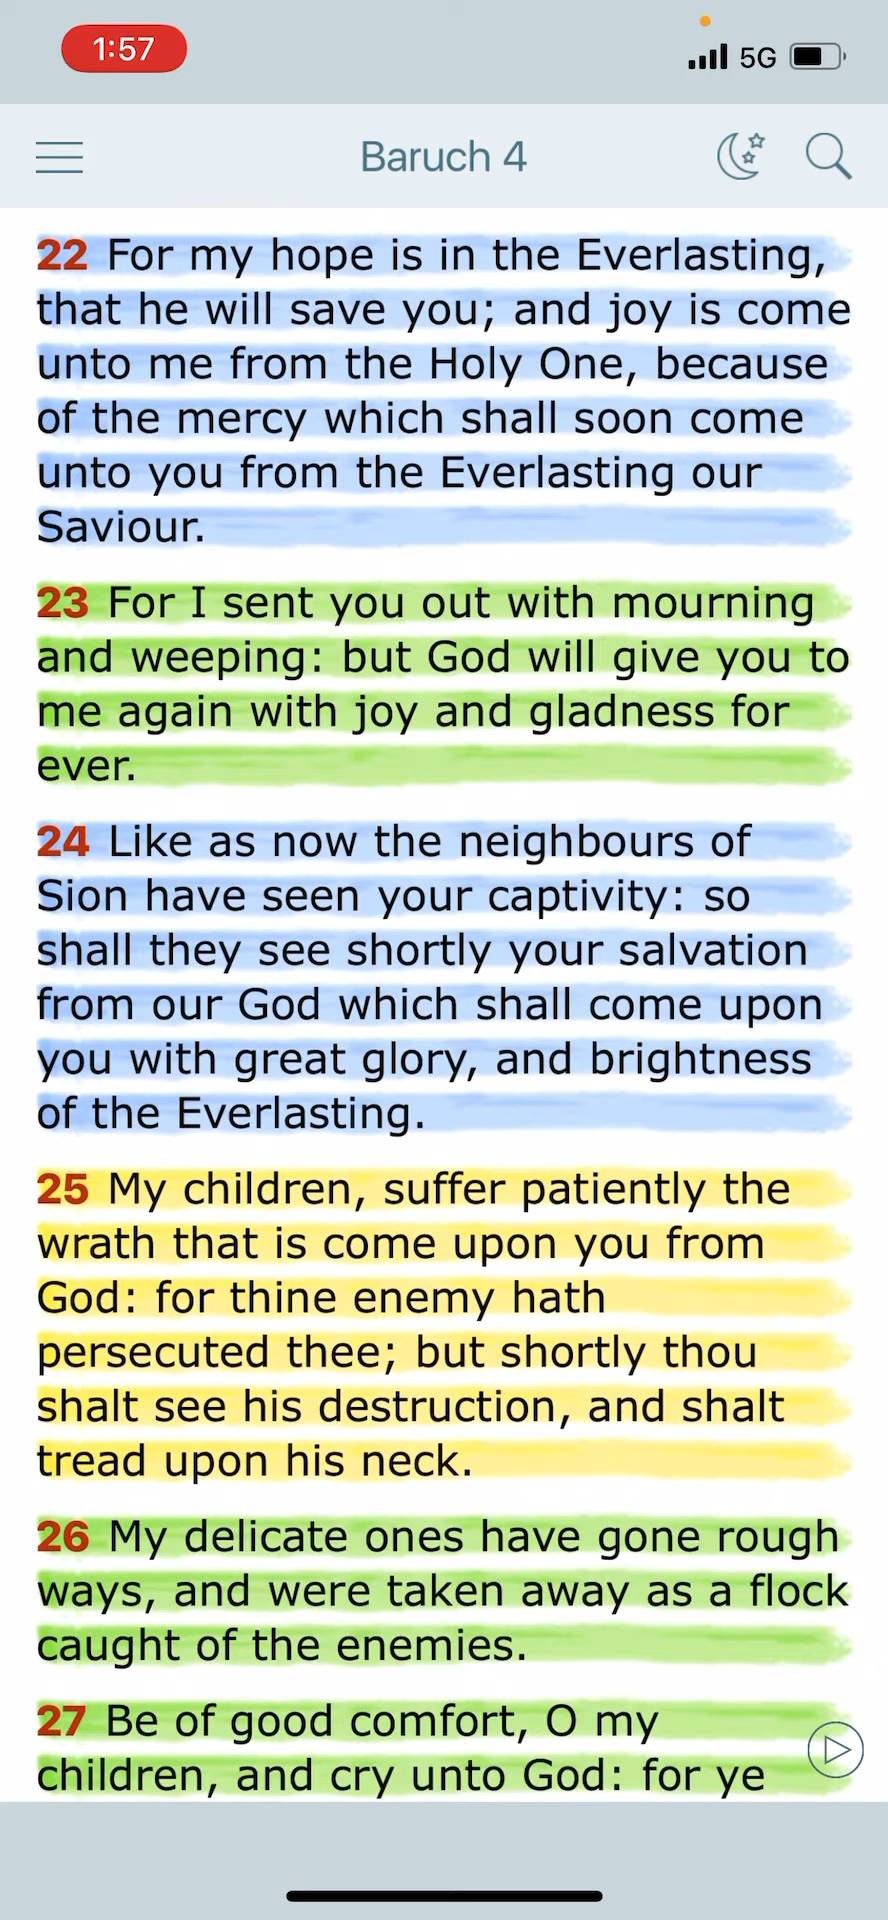 1:57
5G
Baruch 4
22 For my hope is in the Everlasting,
that he will save you; and joy is come
unto me from the Holy One, because
of the mercy which shall soon come
unto you from the Everlasting our
Saviour.
23 For I sent you out with mourning
and weeping: but God will give you to
me again with joy and gladness for
ever.
24 Like as now the neighbours of
Sion have seen your captivity: so
shall they see shortly your salvation
from our God which shall come upon
you with great glory, and brightness
of the Everlasting.
25 My children, suffer patiently the
wrath that is come upon you from
God: for thine enemy hath
persecuted thee; but shortly thou
shalt see his destruction, and shalt
tread upon his neck.
26 My delicate ones have gone rough
ways, and were taken away as a flock
caught of the enemies.
27 Be of good comfort, O my
children, and cry unto God: for ye